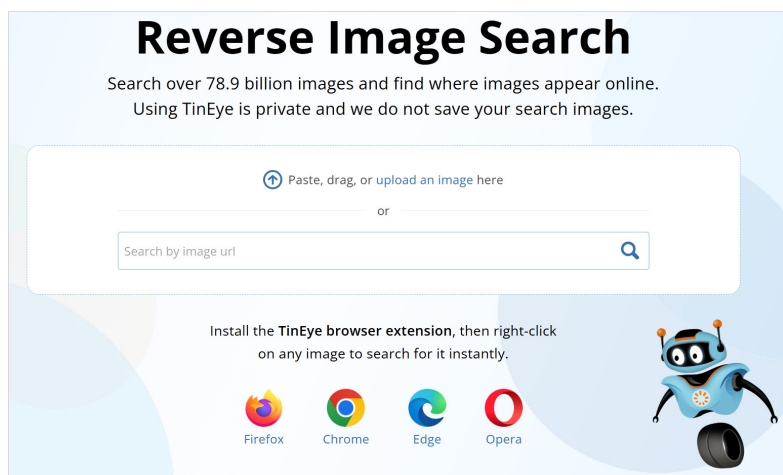 Reverse Image Search
Search over 78.9 billion images and find where images appear online.
Using TinEye is private and we do not save your search images.
Paste, drag, or upload an image here
or
Search by image url
Install the TinEye browser extension, then right-click
on any image to search for it instantly.
Firefox Chrome Edge Opera